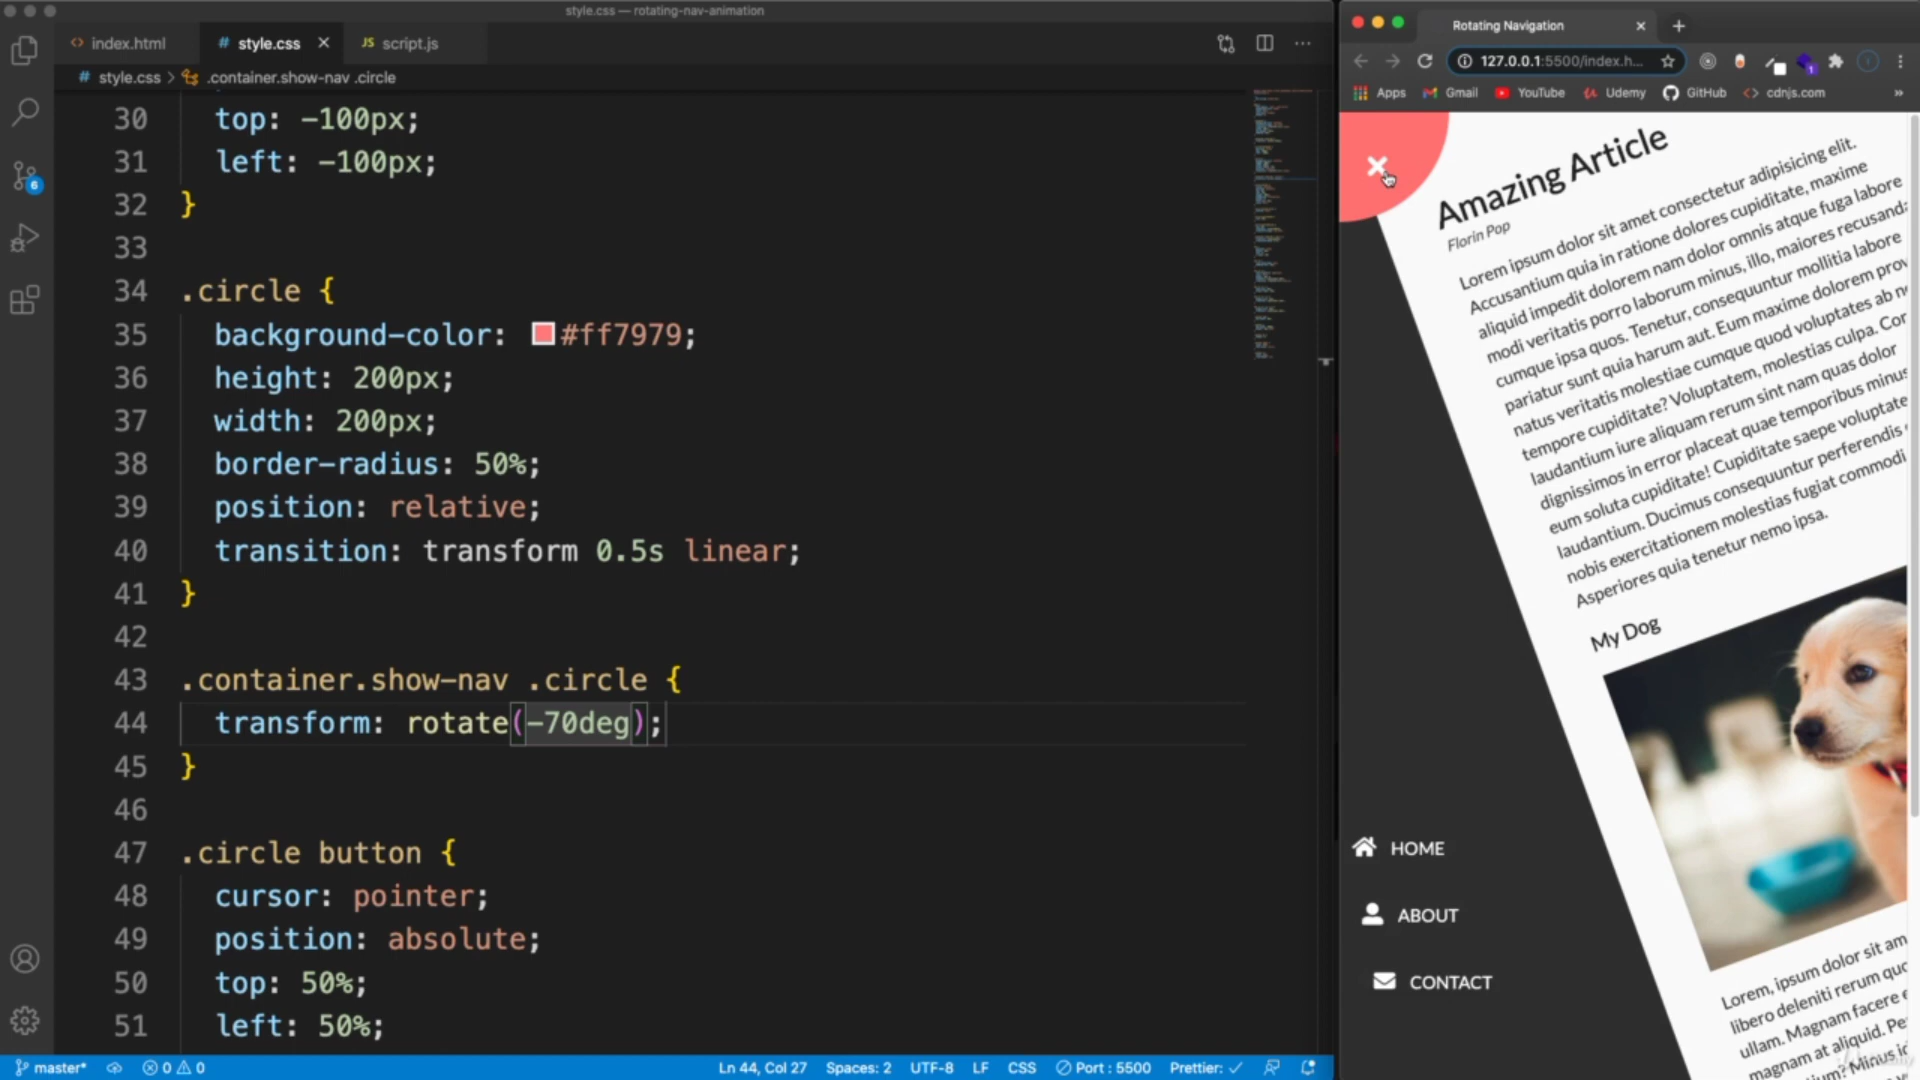 style.css — rotating-nav-animation
index.html
# style.css
JS script.js
# style.css > .container.show-nav .circle
30 top: -100px;
31 left: -100px;
32 }
33
34 .circle {
35 background-color: #ff7979;
36 height: 200px;
37 width: 200px;
38 border-radius: 50%;
39 position: relative;
40 transition: transform 0.5s linear;
41 }
42
43 .container.show-nav .circle {
44 transform: rotate(-70deg);
45 }
46
47 .circle button {
48 cursor: pointer;
49 position: absolute;
50 top: 50%;
51 left: 50%;
6
master*
0 0
Ln 44, Col 27
Spaces: 2
UTF-8
LF
CSS
Port : 5500
Prettier: ✓
Rotating Navigation
127.0.0.1:5500/index.h...
1
Apps
Gmail
YouTube
Udemy
GitHub
cdnjs.com
»
Amazing Article
Florin Pop
Lorem ipsum dolor sit amet consectetur adipisicing elit.
Accusantium quia in ratione dolores cupiditate, maxime
aliquid impedit dolorem nam dolor omnis atque fuga labore
modi veritatis porro laborum minus, illo, maiores recusanda
cumque ipsa quos. Tenetur, consequuntur mollitia labore
pariatur sunt quia harum aut. Eum maxime dolorem prov
natus veritatis molestiae cumque quod voluptates ab n
tempore cupiditate? Voluptatem, molestias culpa. Cor
laudantium iure aliquam rerum sint nam quas dolor
dignissimos in error placeat quae temporibus minus
eum soluta cupiditate! Cupiditate saepe voluptate
laudantium. Ducimus consequuntur perferendis
nobis exercitationem molestias fugiat commodi
Asperiores quia tenetur nemo ipsa.
My Dog
Lorem, ipsum dolor sit am
libero deleniti rerum quo
ullam. Magnam facere e
magnam at aliquid. Pe
HOME
ABOUT
CONTACT